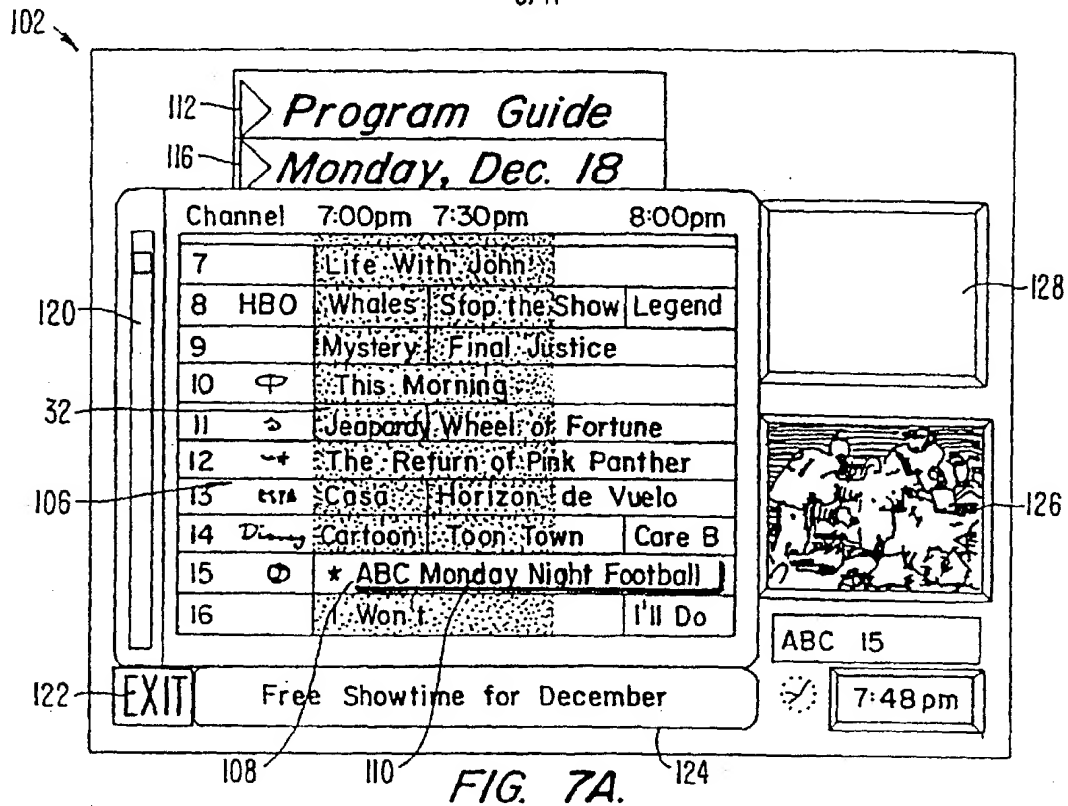 102
112 Program Guide
116 Monday, Dec. 18
Channel 7:00pm 7:30pm 8:00pm
7 Life With John
8 HBO Whales Stop the Show Legend
9 Mystery Final Justice
10 This Morning
11 Jeapardy Wheel of Fortune
12 The Return of Pink Panther
13 Casa Horizon de Vuelo
14 Disney Cartoon Toon Town Care B
15 * ABC Monday Night Football
16 I Won't I'll Do
120
32
106
128
126
ABC 15
122 EXIT Free Showtime for December 7:48pm
108 110 124
FIG. 7A.